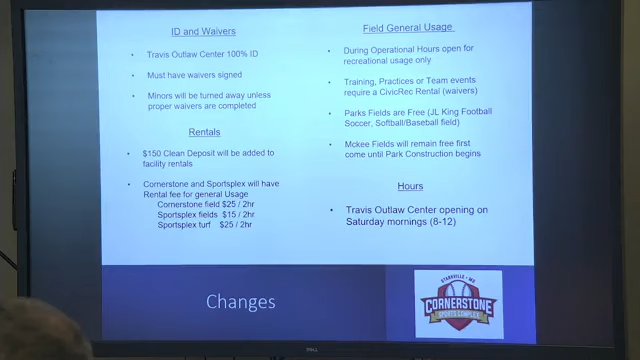 ID and Waivers
• Travis Outlaw Center 100% ID
• Must have waivers signed
• Minors will be turned away unless
proper waivers are completed
Rentals
• $150 Clean Deposit will be added to
facility rentals
• Cornerstone and Sportsplex will have
Rental fee for general Usage
Cornerstone field $25 / 2hr
Sportsplex fields $15 / 2hr
Sportsplex turf $25 / 2hr
Field General Usage
• During Operational Hours open for
recreational usage only
• Training, Practices or Team events
require a CivicRec Rental (waivers)
• Parks Fields are Free (JL King Football
Soccer, Softball/Baseball field)
• Mckee Fields will remain free first
come until Park Construction begins
Hours
• Travis Outlaw Center opening on
Saturday mornings (8-12)
Changes
STARKVILLE • MS
CORNERSTONE
SPORTS COMPLEX
DELL